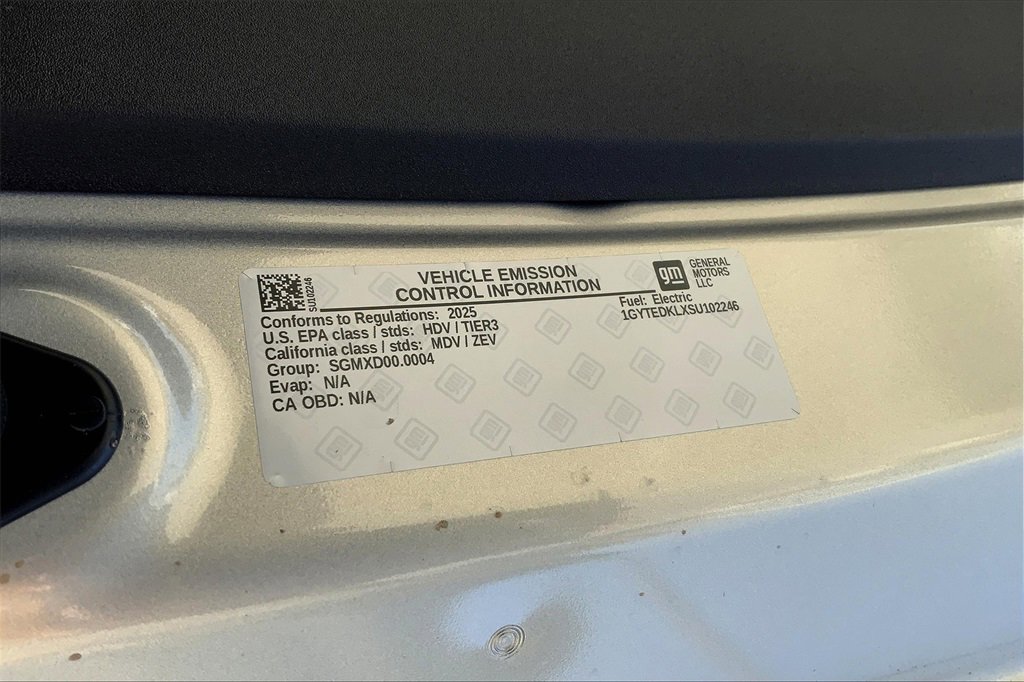 SU102246
VEHICLE EMISSION
CONTROL INFORMATION
gm
GENERAL
MOTORS
LLC
Conforms to Regulations: 2025
U.S. EPA class / stds: HDV / TIER3
California class / stds: MDV / ZEV
Group: SGMXD00.0004
Evap: N/A
CA OBD: N/A
Fuel: Electric
1GYTEDKLXSU102246